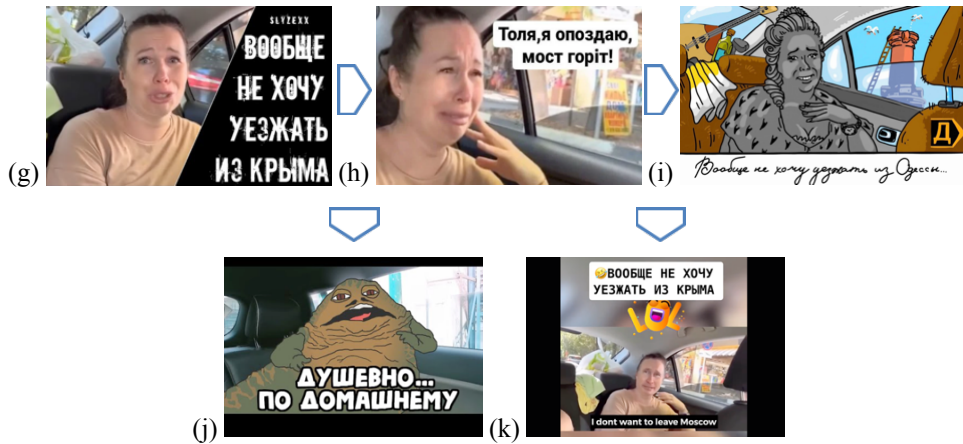 SLVZEXX
ВООБЩЕ
НЕ ХОЧУ
УЕЗЖАТЬ
ИЗ КРЫМА
(g)
Толя,я опоздаю,
мост горіт!
(h)
Д
Вообще не хочу уезжать из Одессы...
(i)
ДУШЕВНО...
ПО ДОМАШНЕМУ
(j)
🤣ВООБЩЕ НЕ ХОЧУ
УЕЗЖАТЬ ИЗ КРЫМА
LOL
I dont want to leave Moscow
(k)